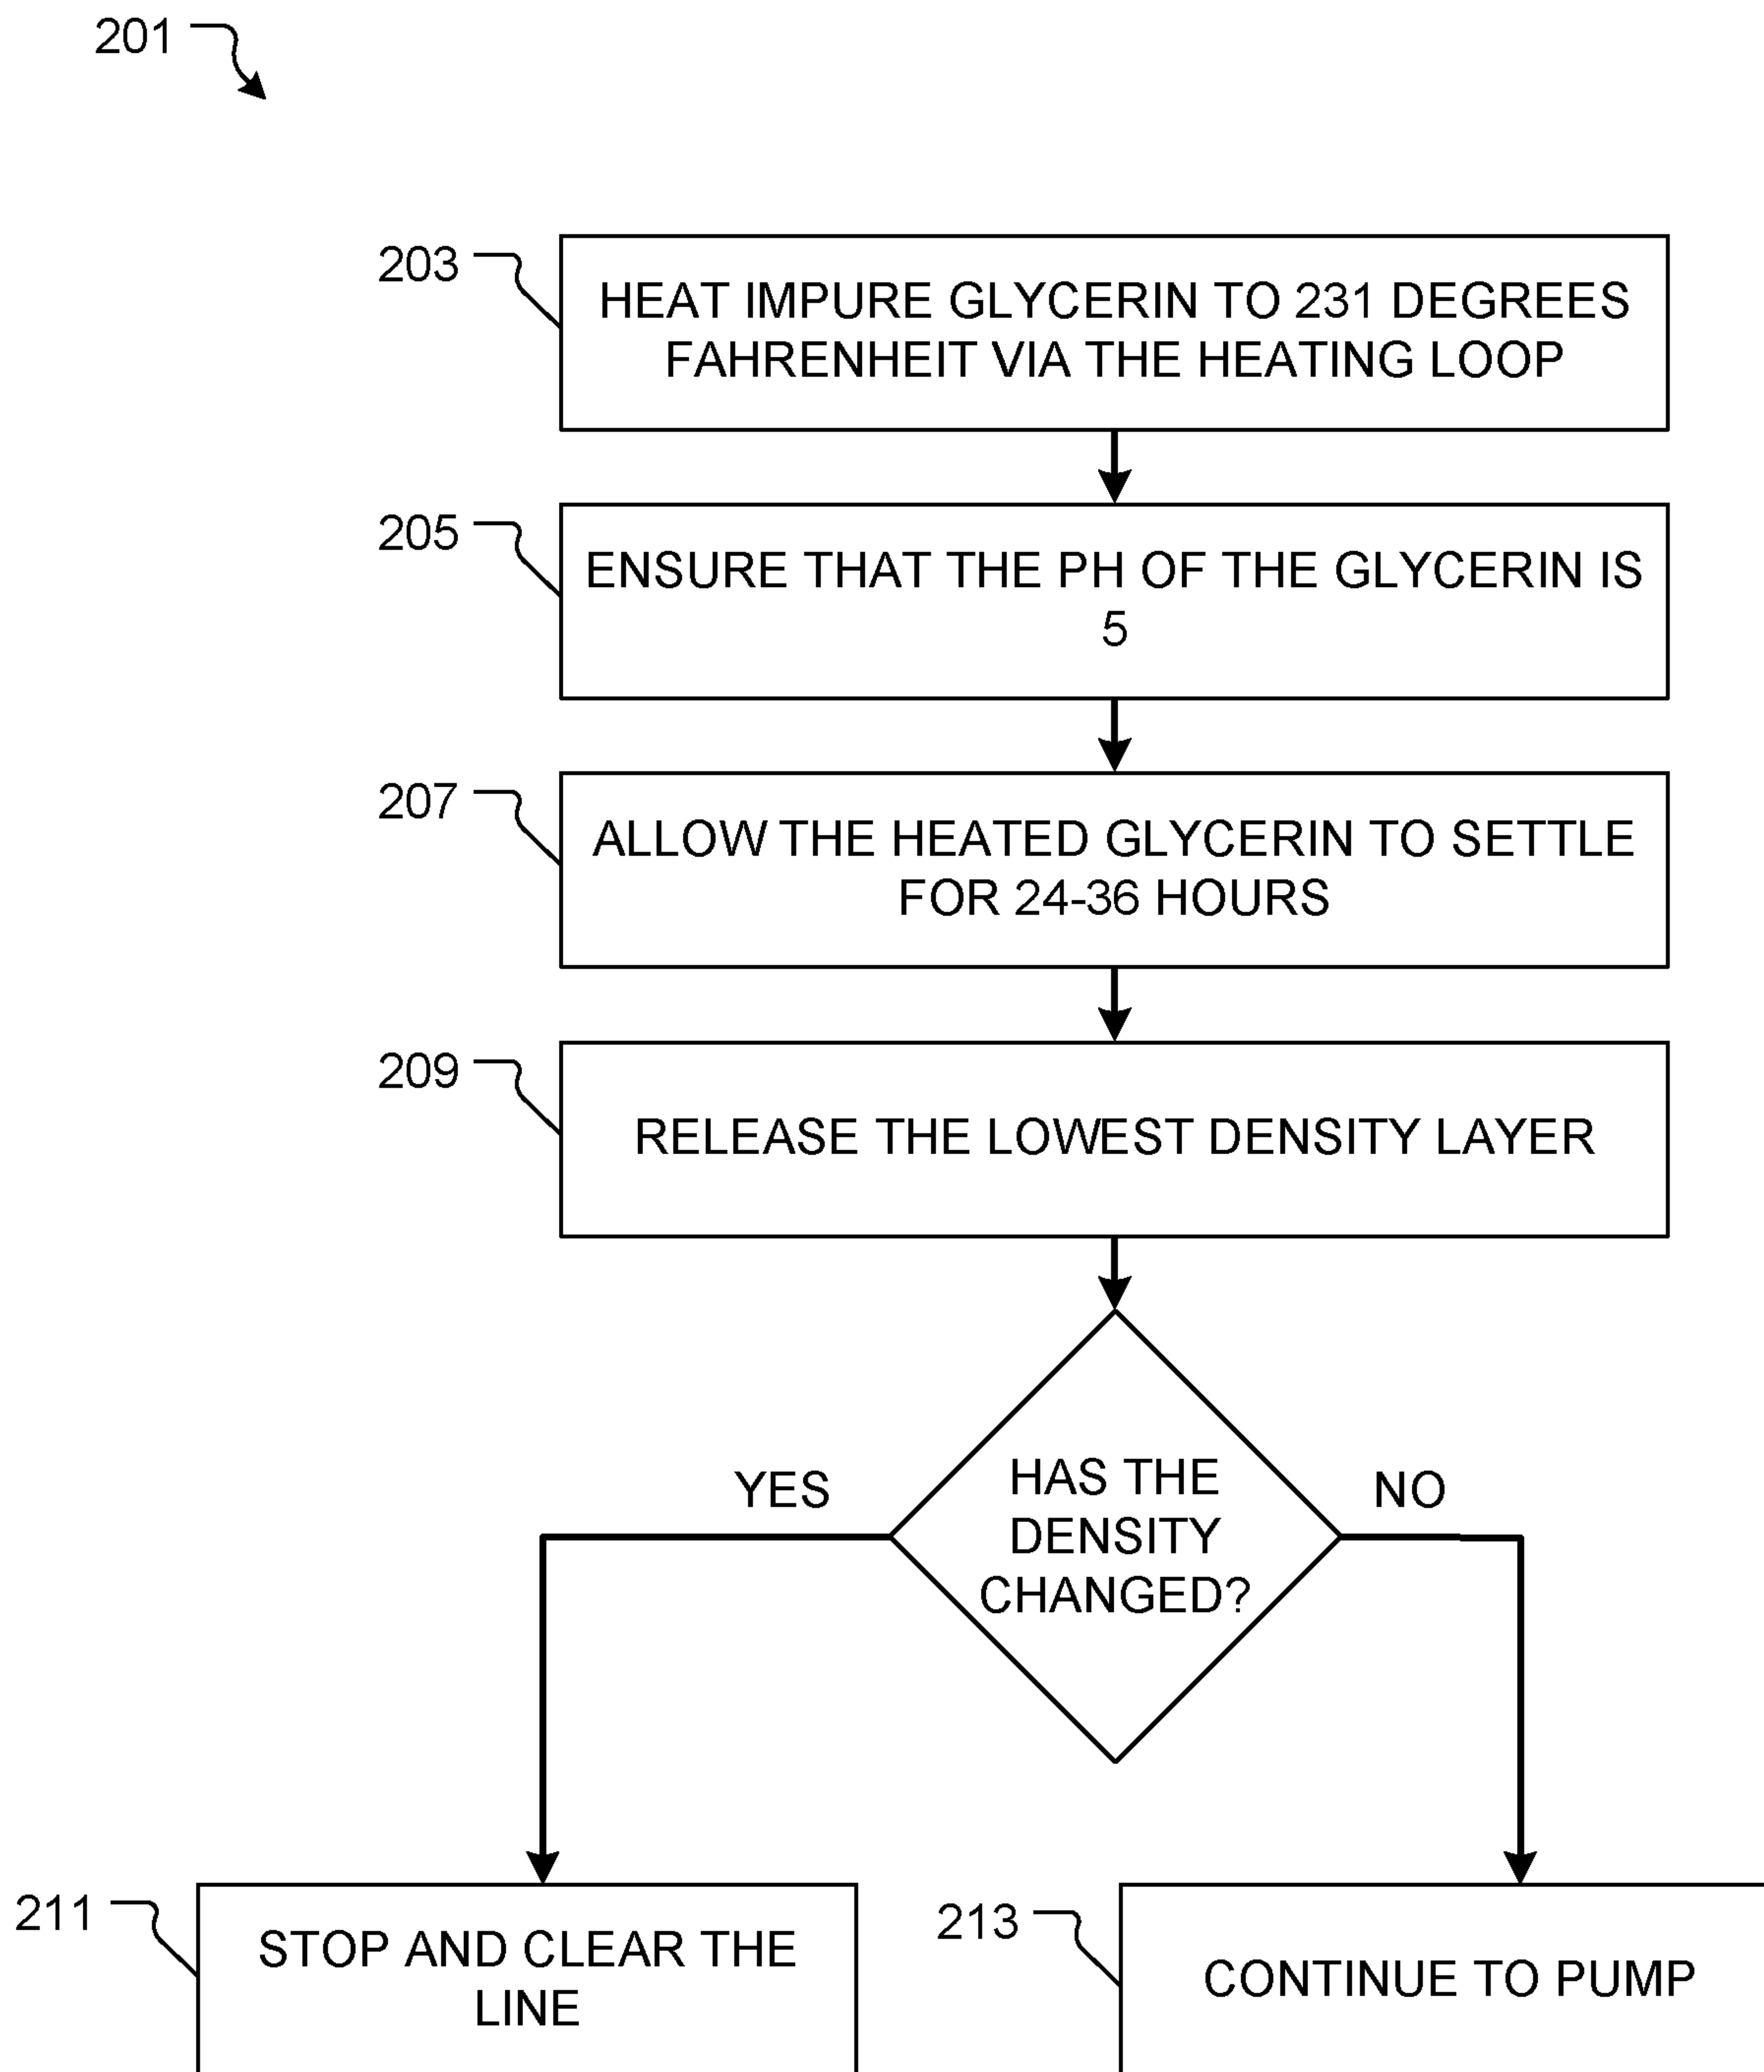 201
203
HEAT IMPURE GLYCERIN TO 231 DEGREES
FAHRENHEIT VIA THE HEATING LOOP
205
ENSURE THAT THE PH OF THE GLYCERIN IS
5
207
ALLOW THE HEATED GLYCERIN TO SETTLE
FOR 24-36 HOURS
209
RELEASE THE LOWEST DENSITY LAYER
YES
HAS THE
DENSITY
CHANGED?
NO
211
STOP AND CLEAR THE
LINE
213
CONTINUE TO PUMP